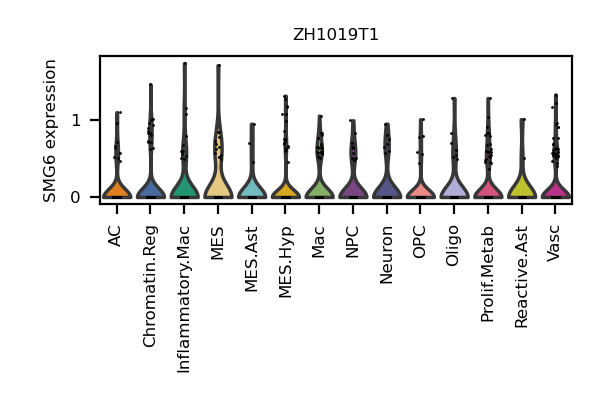 ZH1019T1
SMG6 expression
1
0
AC
Chromatin.Reg
Inflammatory.Mac
MES
MES.Ast
MES.Hyp
Mac
NPC
Neuron
OPC
Oligo
Prolif.Metab
Reactive.Ast
Vasc